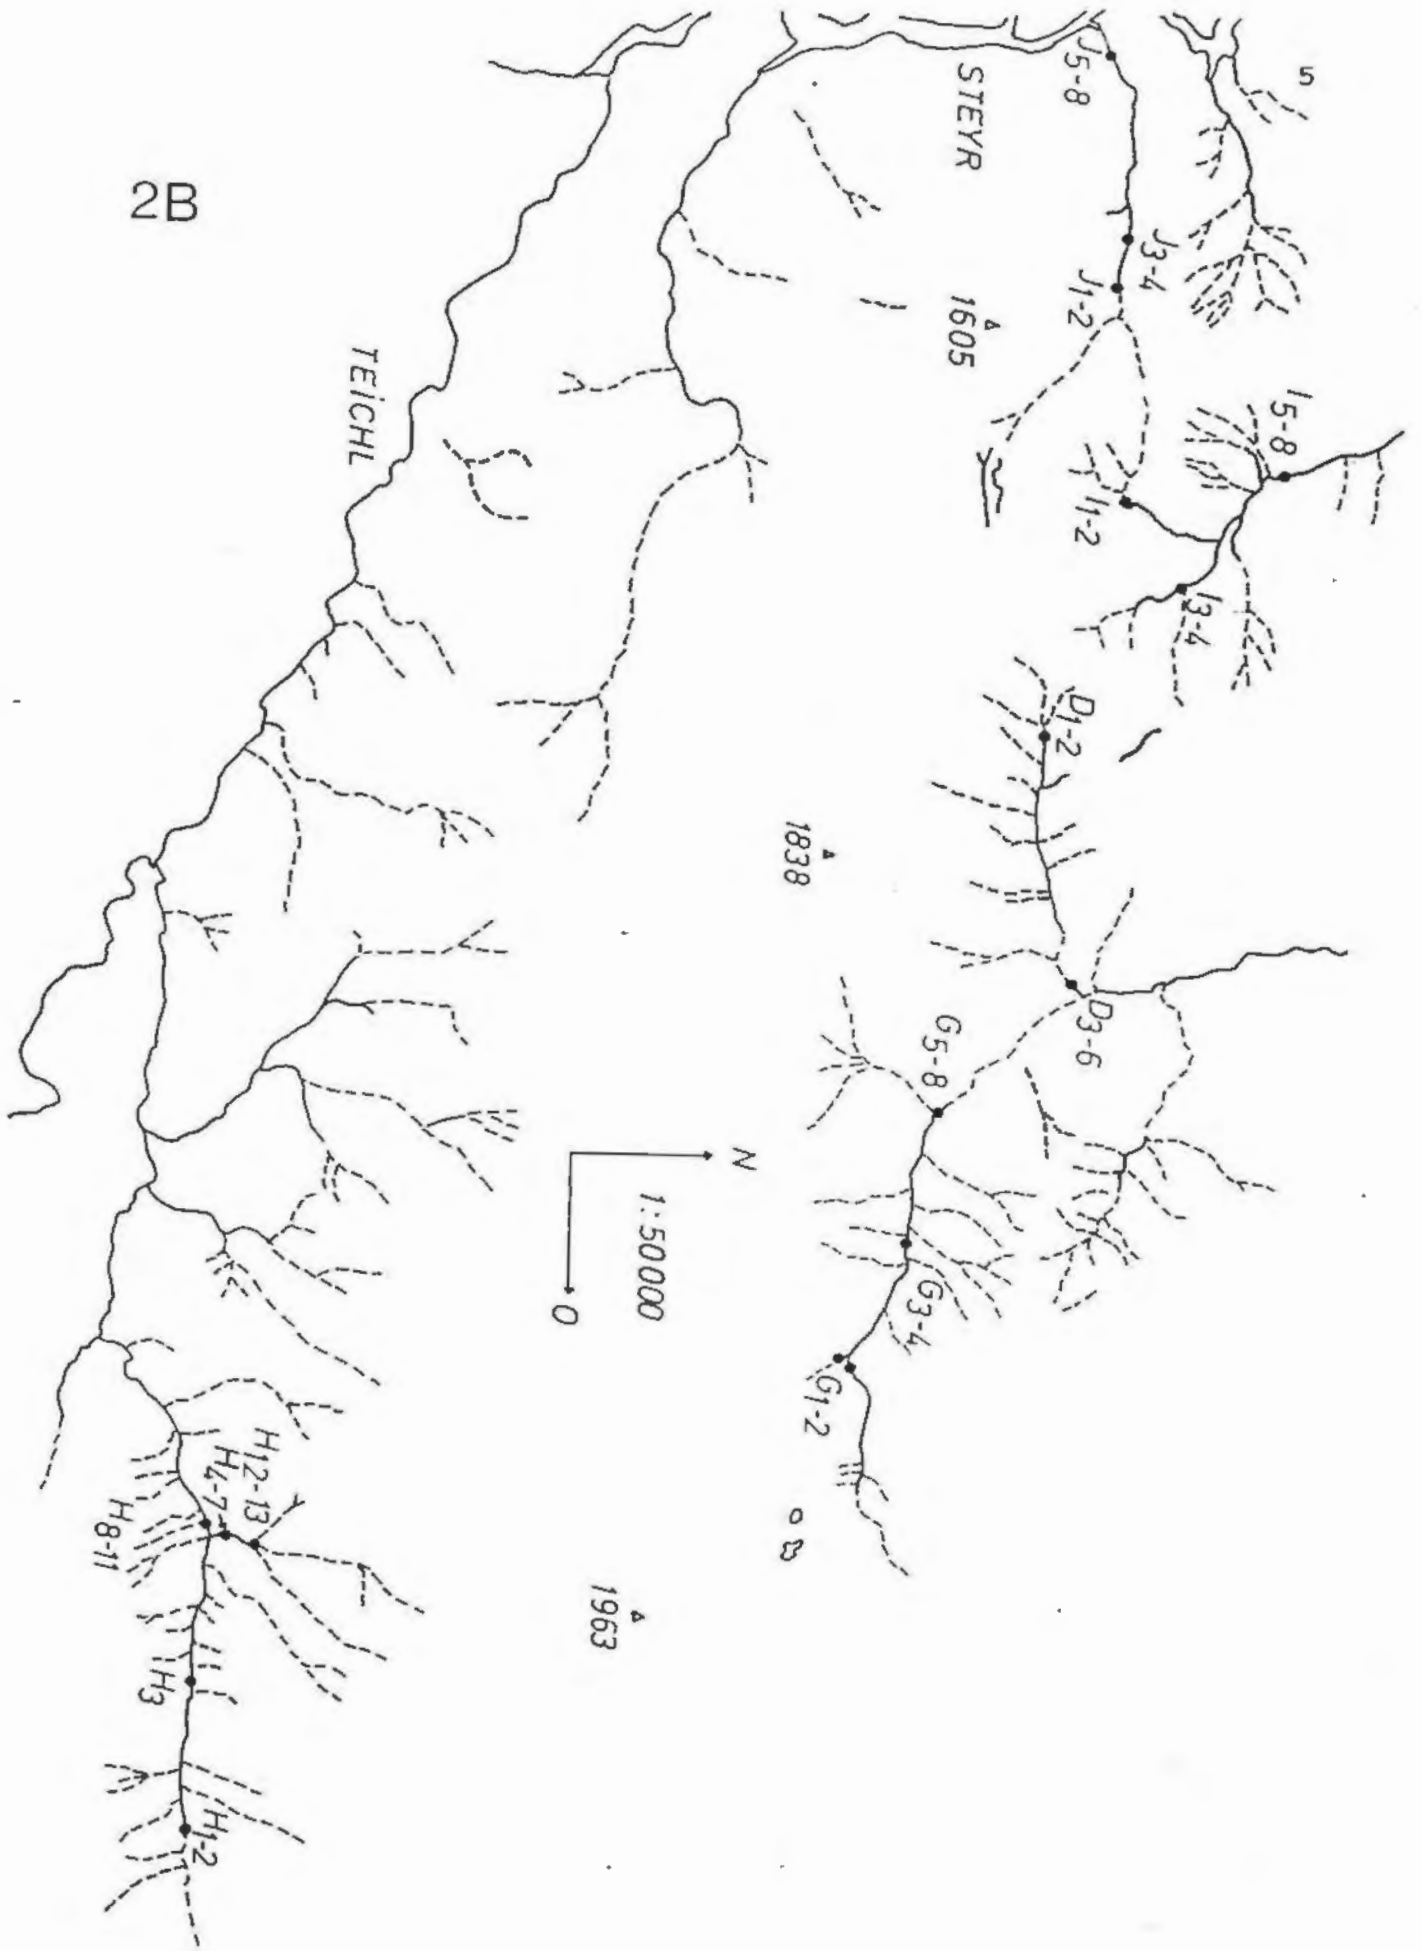 5
2B
STEYR
TEiCHL
J5-8
J3-4
J1-2
1605
I5-8
I1-2
I3-4
D1-2
1838
D3-6
G5-8
N
1:50000
O
G3-4
G1-2
H12-13
H4-7
H8-11
1963
H3
H1-2